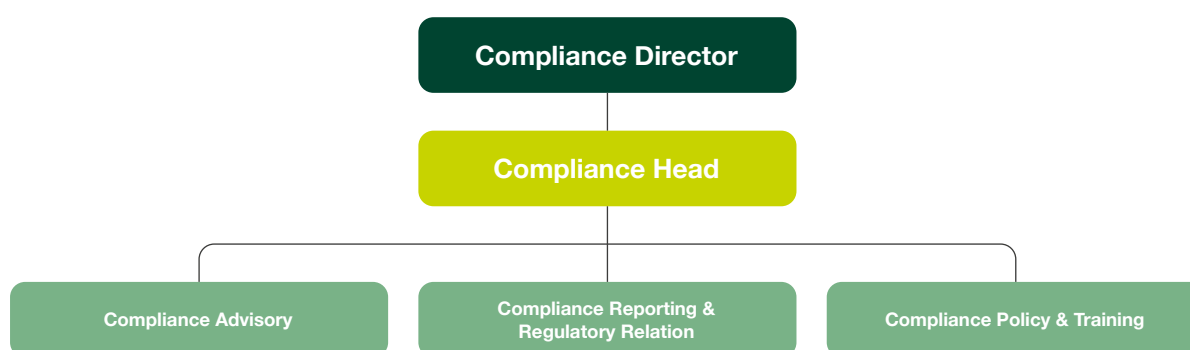 Compliance Director
Compliance Head
Compliance Advisory
Compliance Reporting &
Regulatory Relation
Compliance Policy & Training